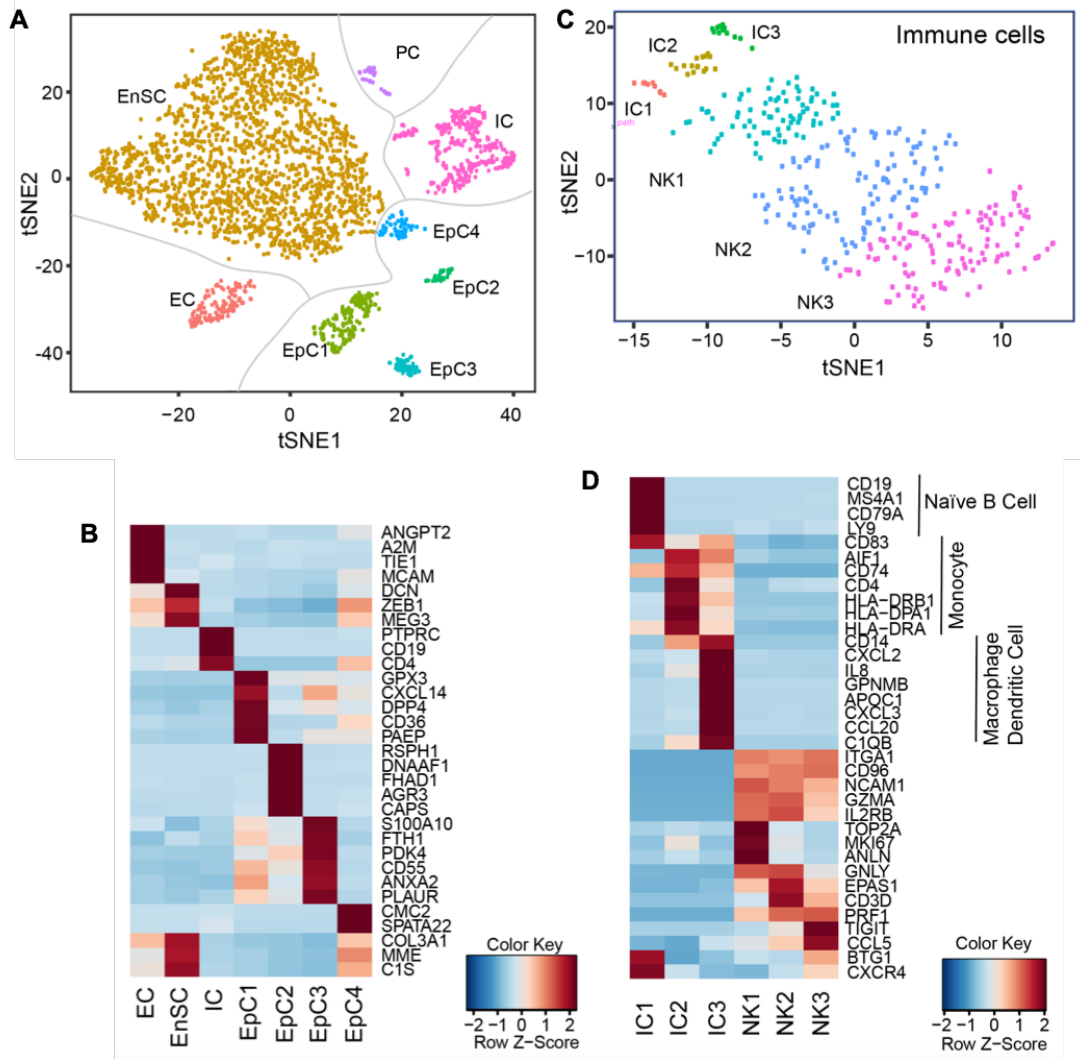 A
20
0
−20
−40
tSNE2
−20
0
20
40
tSNE1
EnSC
PC
IC
EpC4
EpC2
EC
EpC1
EpC3
C
20
10
0
−10
tSNE2
−15
−10
−5
0
5
10
tSNE1
Immune cells
IC3
IC2
IC1
path
NK1
NK2
NK3
B
ANGPT2
A2M
TIE1
MCAM
DCN
ZEB1
MEG3
PTPRC
CD19
CD4
GPX3
CXCL14
DPP4
CD36
PAEP
RSPH1
DNAAF1
FHAD1
AGR3
CAPS
S100A10
FTH1
PDK4
CD55
ANXA2
PLAUR
CMC2
SPATA22
COL3A1
MME
C1S
EC
EnSC
IC
EpC1
EpC2
EpC3
EpC4
Color Key
−2 −1 0 1 2
Row Z−Score
D
CD19
MS4A1
CD79A
LY9
CD83
AIF1
CD74
CD4
HLA−DRB1
HLA−DPA1
HLA−DRA
CD14
CXCL2
IL8
GPNMB
APOC1
CXCL3
CCL20
C1QB
ITGA1
CD96
NCAM1
GZMA
IL2RB
TOP2A
MKI67
ANLN
GNLY
EPAS1
CD3D
PRF1
TIGIT
CCL5
BTG1
CXCR4
Naïve B Cell
Monocyte
Macrophage
Dendritic Cell
IC1
IC2
IC3
NK1
NK2
NK3
Color Key
−2 −1 0 1 2
Row Z−Score